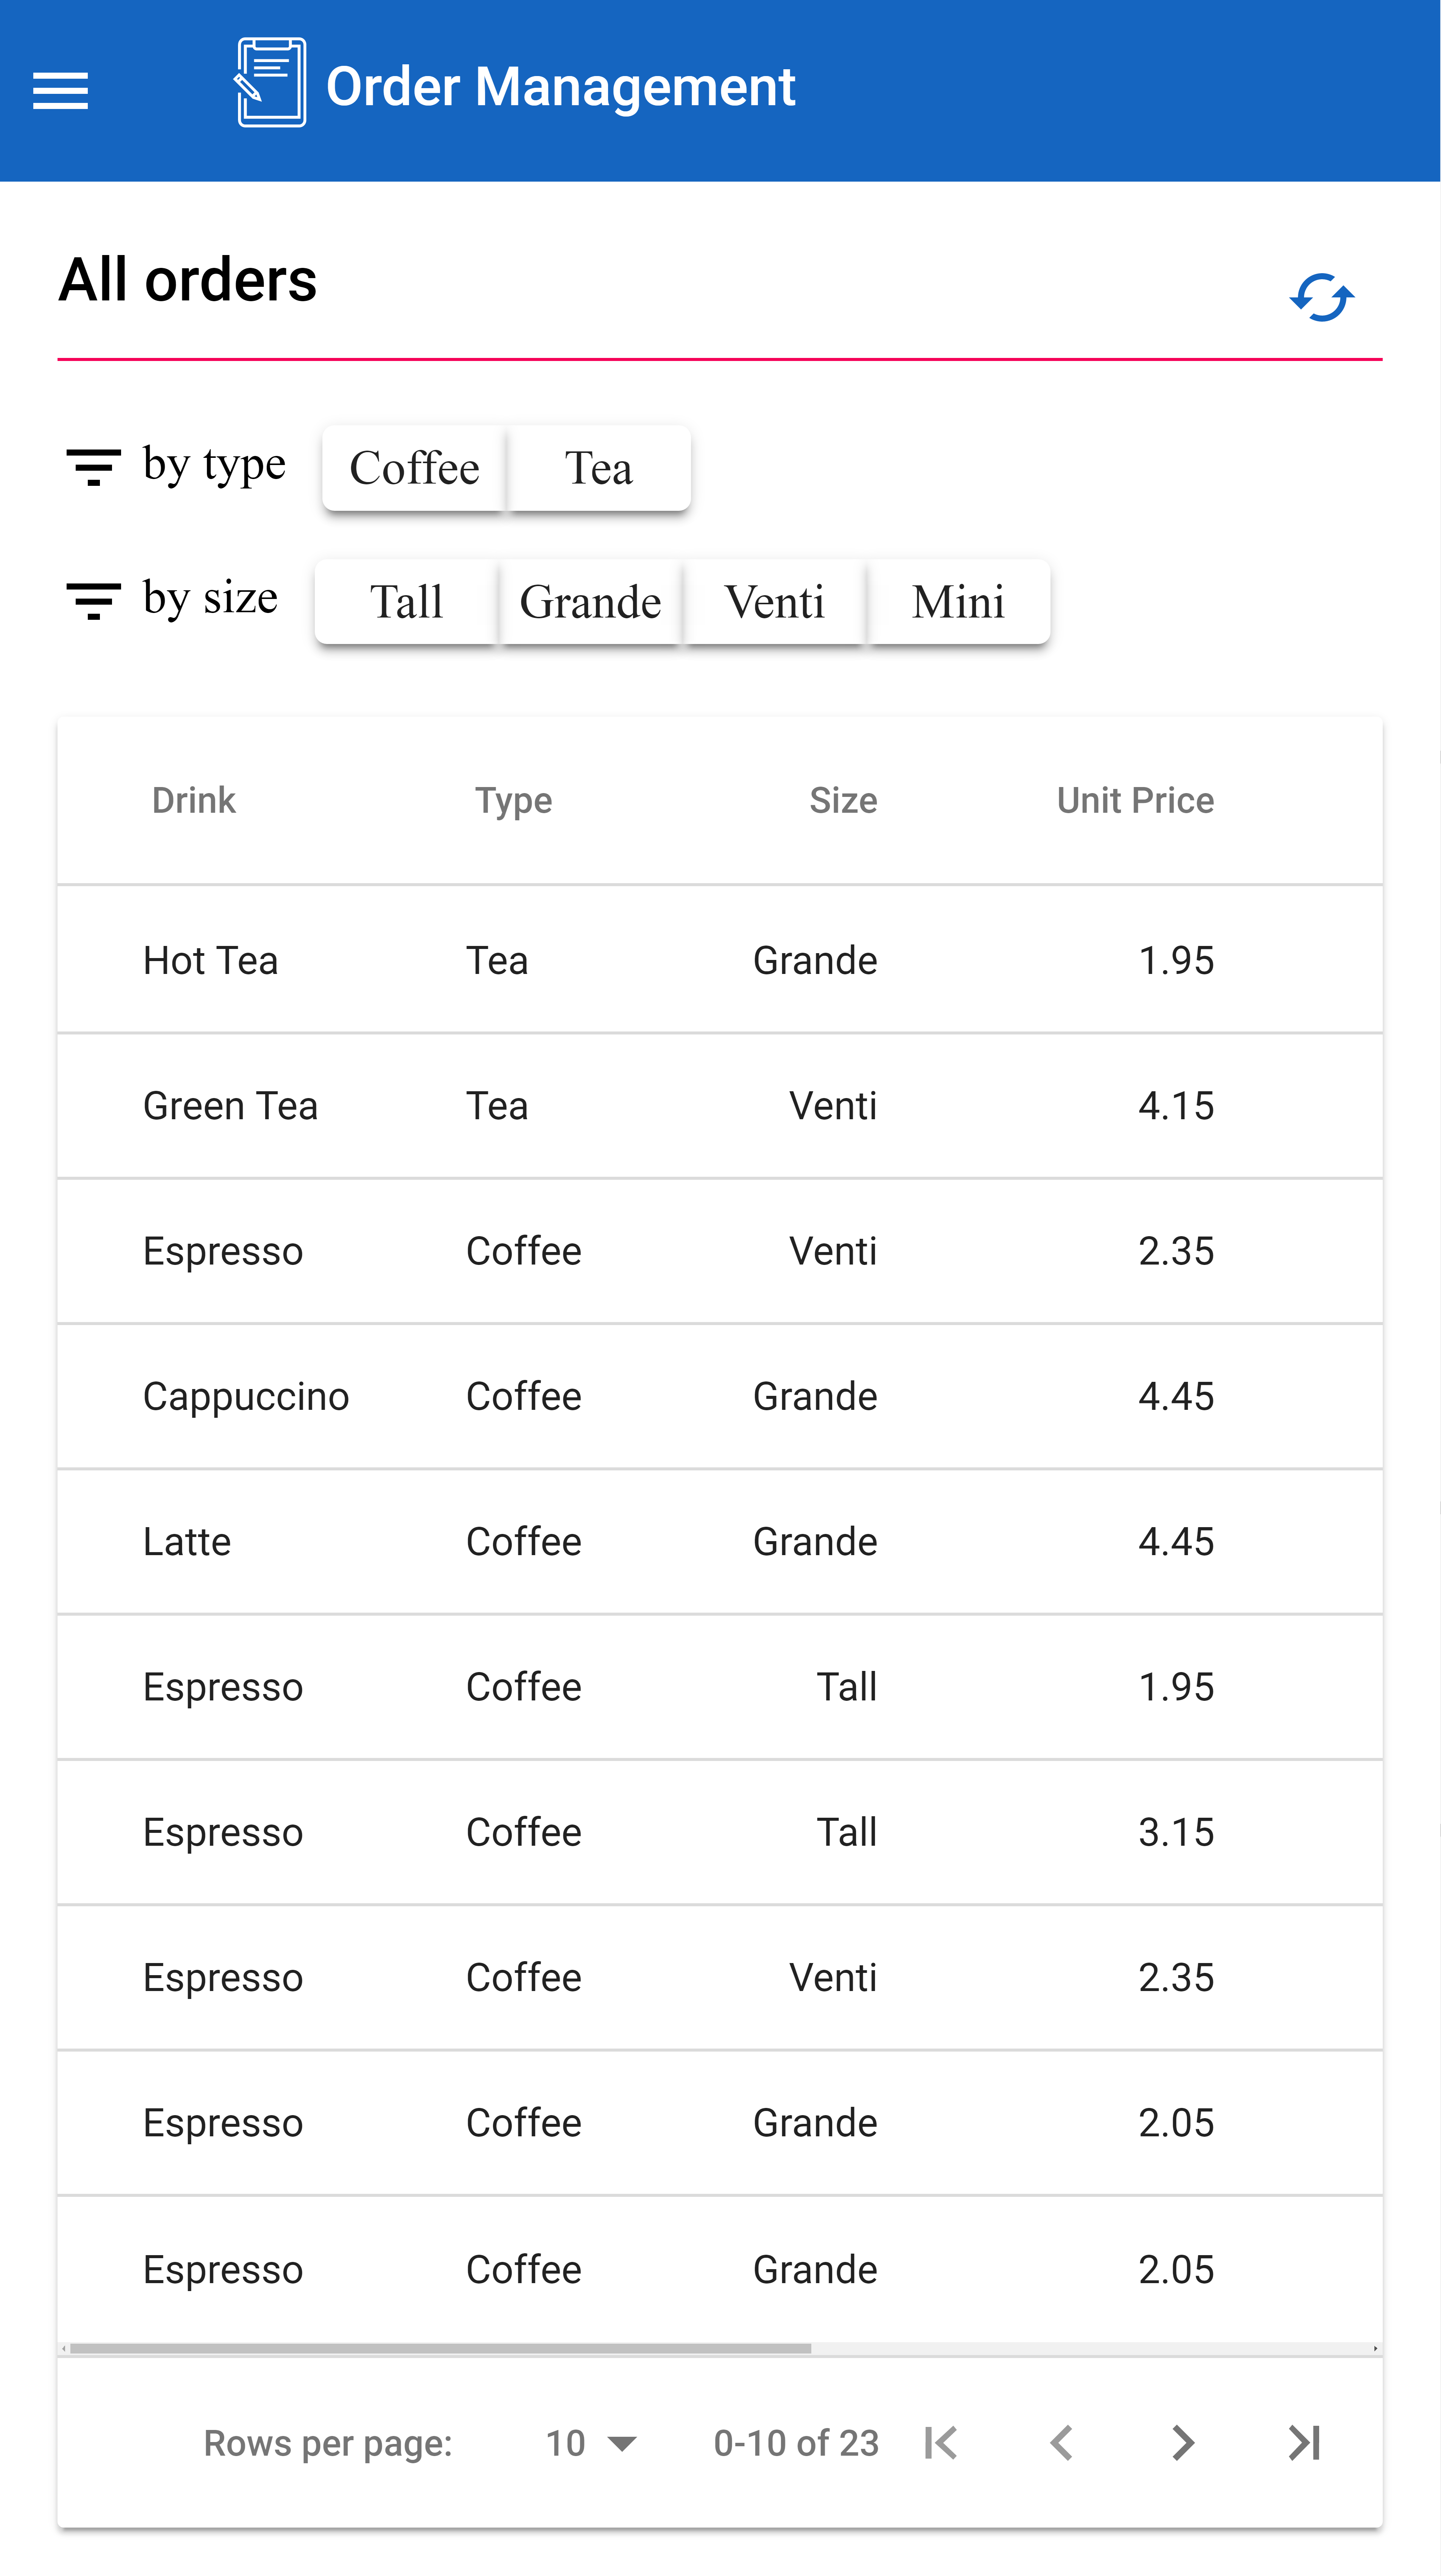 Order Management
All orders
by type Coffee Tea
by size Tall Grande Venti Mini
Drink Type Size Unit Price
Hot Tea Tea Grande 1.95
Green Tea Tea Venti 4.15
Espresso Coffee Venti 2.35
Cappuccino Coffee Grande 4.45
Latte Coffee Grande 4.45
Espresso Coffee Tall 1.95
Espresso Coffee Tall 3.15
Espresso Coffee Venti 2.35
Espresso Coffee Grande 2.05
Espresso Coffee Grande 2.05
Rows per page: 10 0-10 of 23